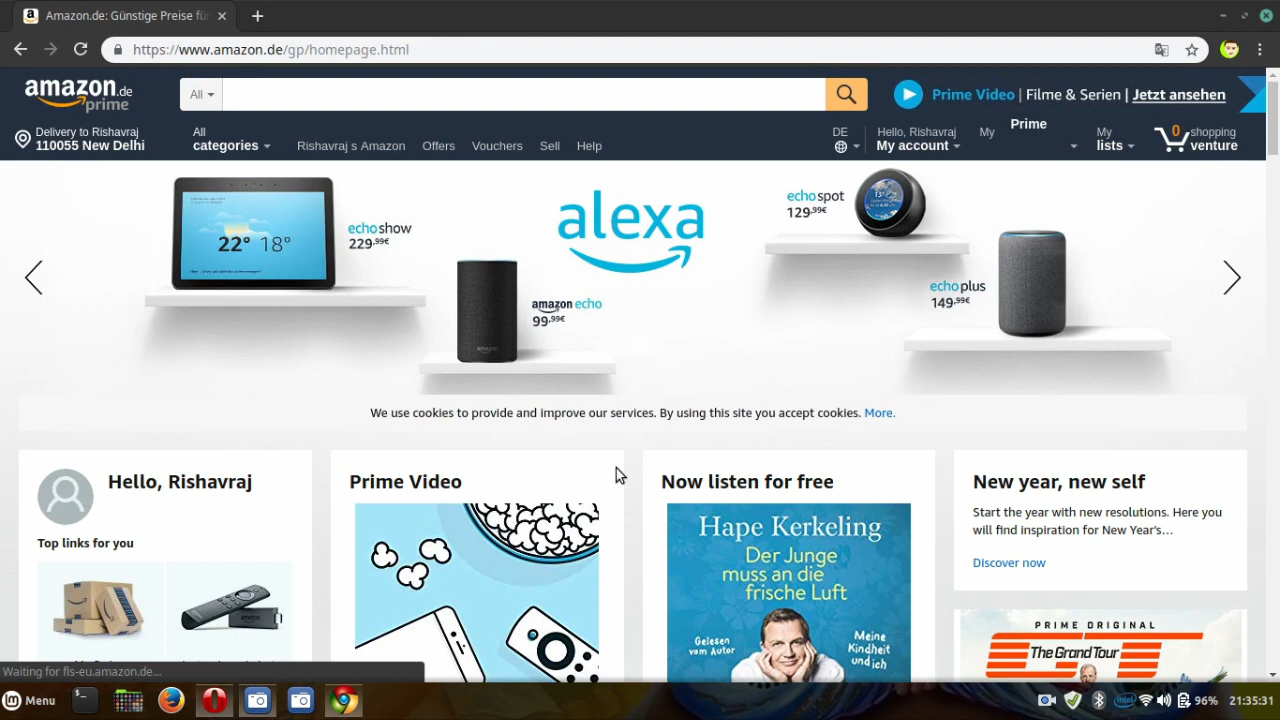 Amazon.de: Günstige Preise für
https://www.amazon.de/gp/homepage.html
amazon.de
prime
All
Prime Video | Filme & Serien | Jetzt ansehen
Delivery to Rishavraj
110055 New Delhi
All
categories
Rishavraj s Amazon
Offers
Vouchers
Sell
Help
DE
Hello, Rishavraj
My account
My
Prime
My
lists
0
shopping
venture
22° 18°
echo show
229,99€
amazon echo
99,99€
alexa
echo spot
129,99€
echo plus
149,99€
We use cookies to provide and improve our services. By using this site you accept cookies. More.
Hello, Rishavraj
Top links for you
amazon
Prime Video
Now listen for free
Hape Kerkeling
Der Junge
muss an die
frische Luft
Gelesen
vom Autor
Meine
Kindheit
und ich
New year, new self
Start the year with new resolutions. Here you
will find inspiration for New Year's...
Discover now
PRIME ORIGINAL
The Grand Tour
Waiting for fls-eu.amazon.de...
Menu
intel
96%
21:35:31